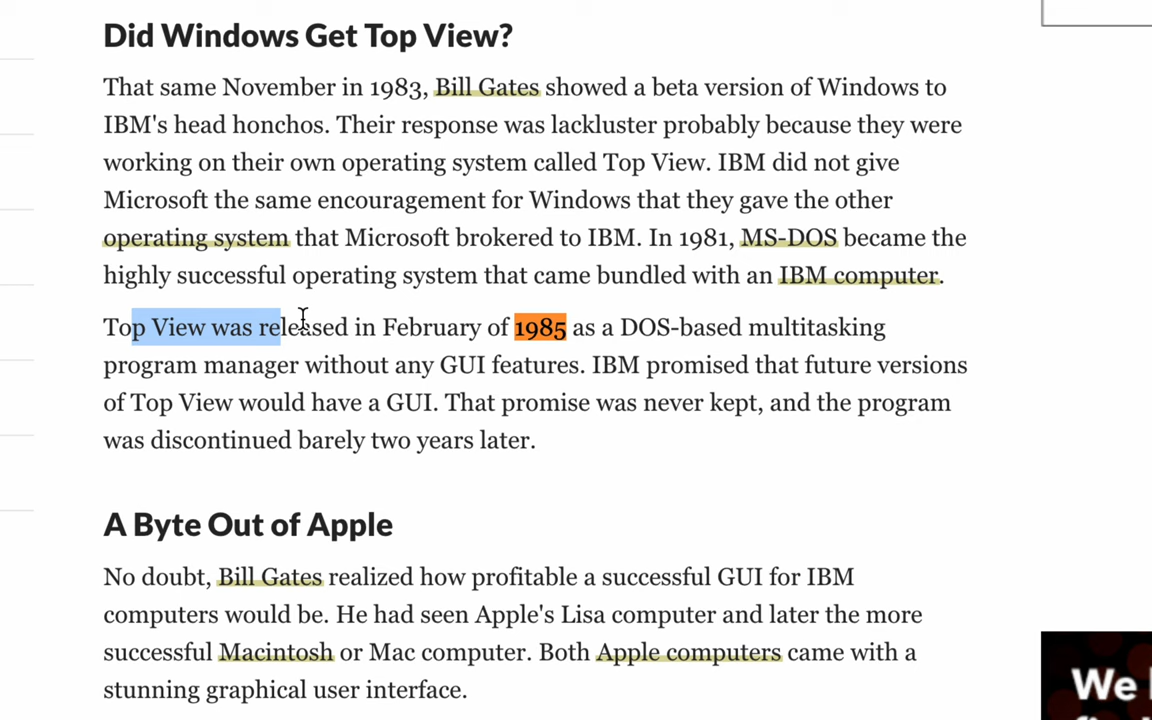 Did Windows Get Top View?
That same November in 1983, Bill Gates showed a beta version of Windows to
IBM's head honchos. Their response was lackluster probably because they were
working on their own operating system called Top View. IBM did not give
Microsoft the same encouragement for Windows that they gave the other
operating system that Microsoft brokered to IBM. In 1981, MS-DOS became the
highly successful operating system that came bundled with an IBM computer.
Top View was released in February of 1985 as a DOS-based multitasking
program manager without any GUI features. IBM promised that future versions
of Top View would have a GUI. That promise was never kept, and the program
was discontinued barely two years later.
A Byte Out of Apple
No doubt, Bill Gates realized how profitable a successful GUI for IBM
computers would be. He had seen Apple's Lisa computer and later the more
successful Macintosh or Mac computer. Both Apple computers came with a
stunning graphical user interface.
We